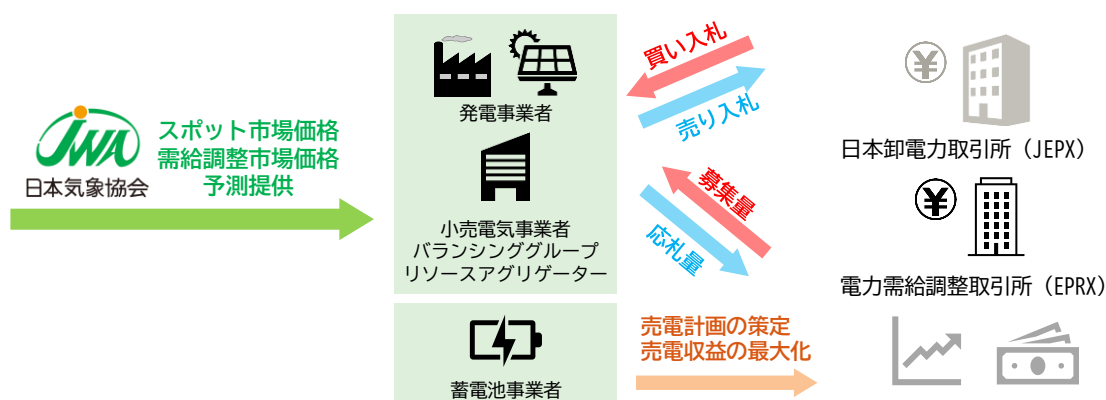 JWA
日本気象協会
スポット市場価格
需給調整市場価格
予測提供
発電事業者
小売電気事業者
バランシンググループ
リソースアグリゲーター
蓄電池事業者
買い入札
売り入札
募集量
応札量
売電計画の策定
売電収益の最大化
¥
日本卸電力取引所（JEPX）
¥
電力需給調整取引所（EPRX）